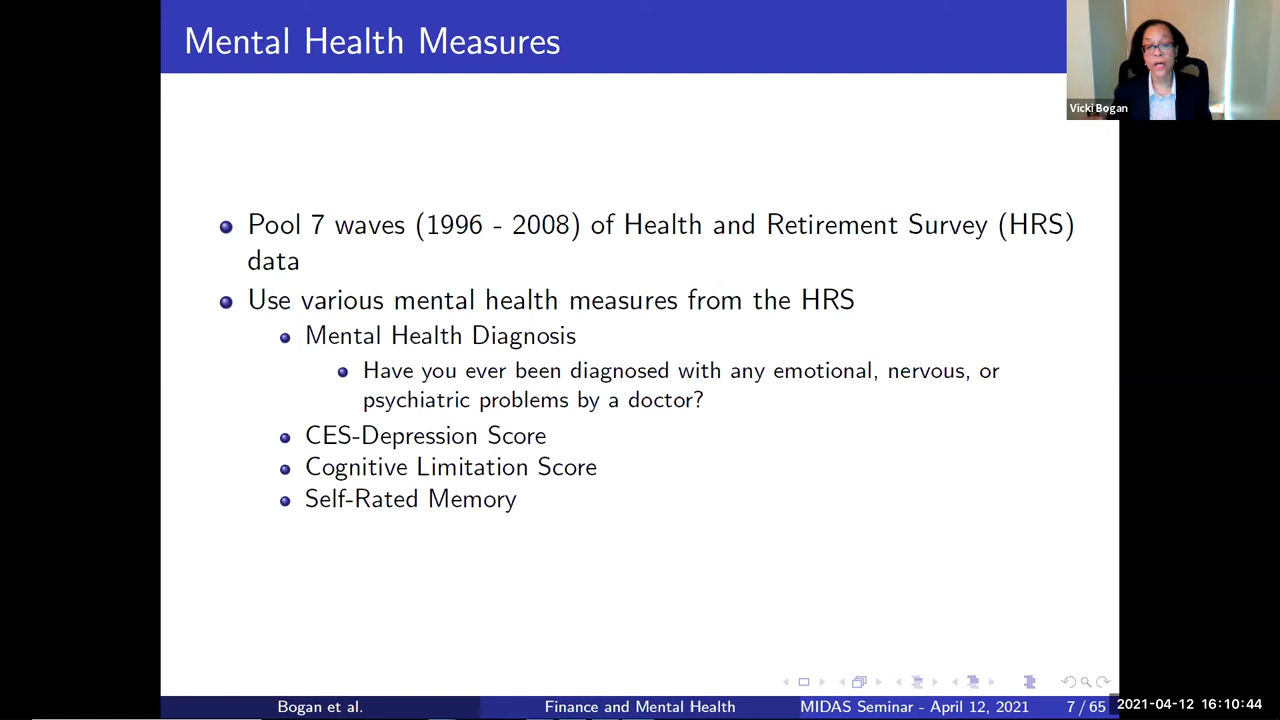 Mental Health Measures
Vicki Bogan
Pool 7 waves (1996 - 2008) of Health and Retirement Survey (HRS)
data
Use various mental health measures from the HRS
Mental Health Diagnosis
Have you ever been diagnosed with any emotional, nervous, or
psychiatric problems by a doctor?
CES-Depression Score
Cognitive Limitation Score
Self-Rated Memory
Bogan et al.
Finance and Mental Health
MIDAS Seminar - April 12, 2021
7 / 65
2021-04-12 16:10:44